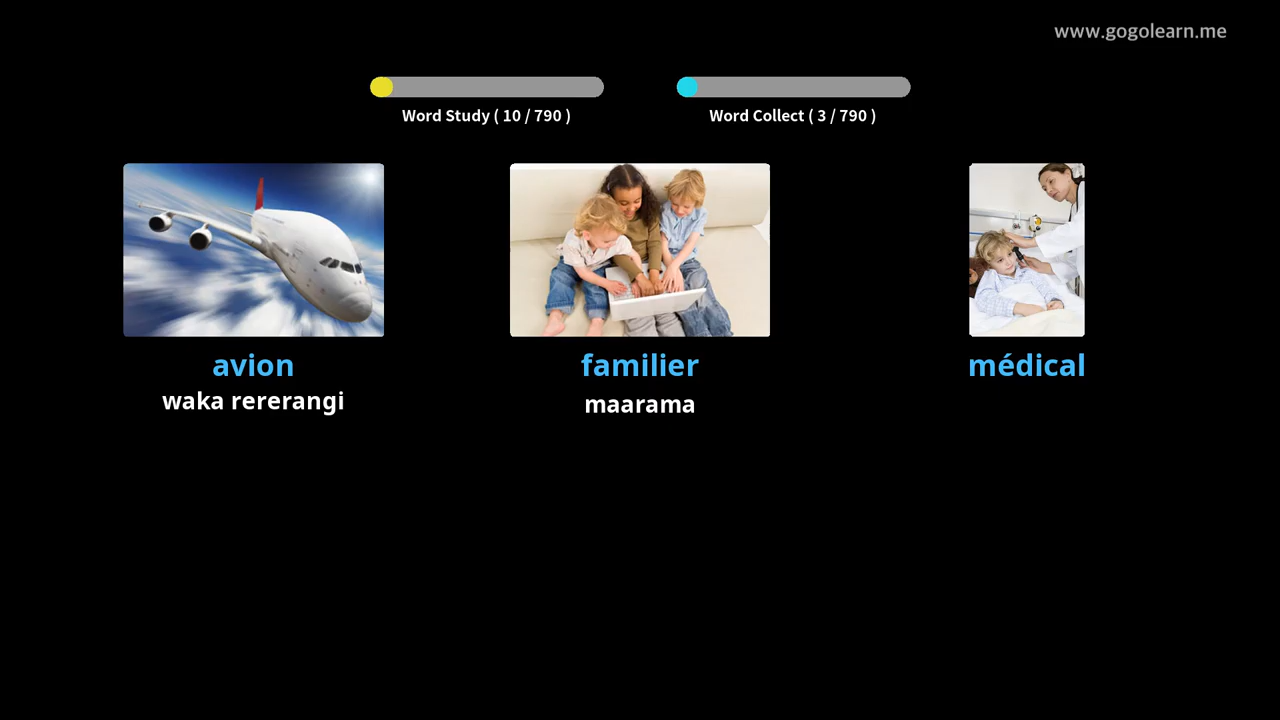 www.gogolearn.me
Word Study ( 10 / 790 )
Word Collect ( 3 / 790 )
avion
waka rererangi
familier
maarama
médical